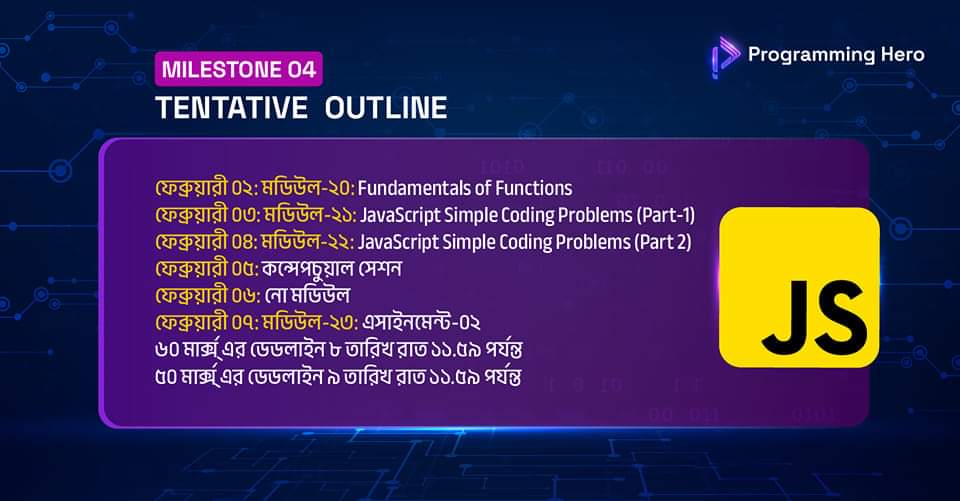 Programming Hero
MILESTONE 04
TENTATIVE OUTLINE
ফেব্রুয়ারী ০২: মডিউল-২০: Fundamentals of Functions
ফেব্রুয়ারী ০৩: মডিউল-২১: JavaScript Simple Coding Problems (Part-1)
ফেব্রুয়ারী ০৪: মডিউল-২২: JavaScript Simple Coding Problems (Part 2)
ফেব্রুয়ারী ০৫: কন্সেপচুয়াল সেশন
ফেব্রুয়ারী ০৬: নো মডিউল
ফেব্রুয়ারী ০৭: মডিউল-২৩: এসাইনমেন্ট-০২
৬০ মার্ক্স্ এর ডেডলাইন ৮ তারিখ রাত ১১.৫৯ পর্যন্ত
৫০ মার্ক্স্ এর ডেডলাইন ৯ তারিখ রাত ১১.৫৯ পর্যন্ত
JS